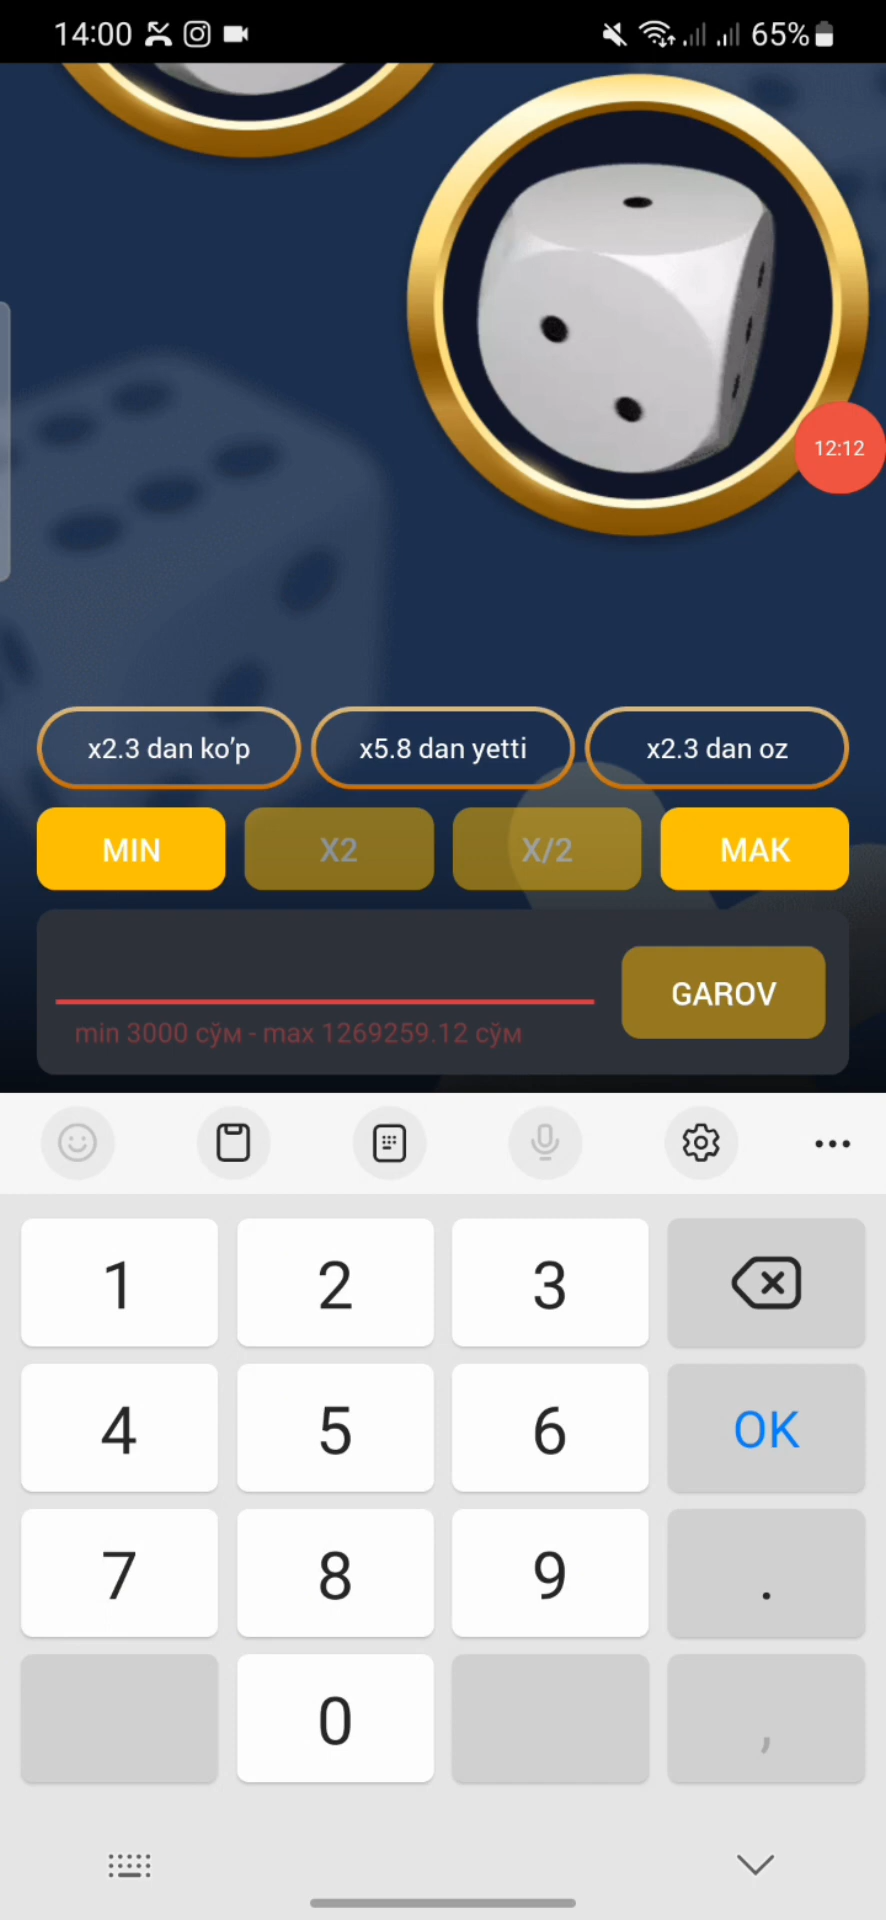 14:00 65%
12:12
x2.3 dan ko’p x5.8 dan yetti x2.3 dan oz
MIN X2 X/2 MAK
GAROV
min 3000 сўм - max 1269259.12 сўм
1 2 3
4 5 6 OK
7 8 9 .
0 ,